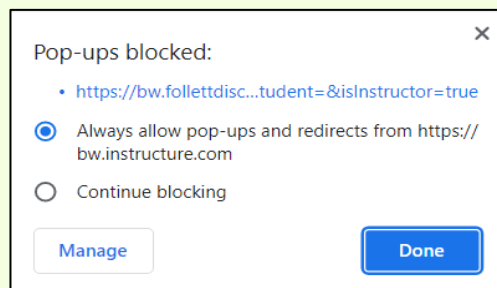 Pop-ups blocked:
https://bw.follettdisc...tudent=&isInstructor=true
Always allow pop-ups and redirects from https://
bw.instructure.com
Continue blocking
Manage
Done